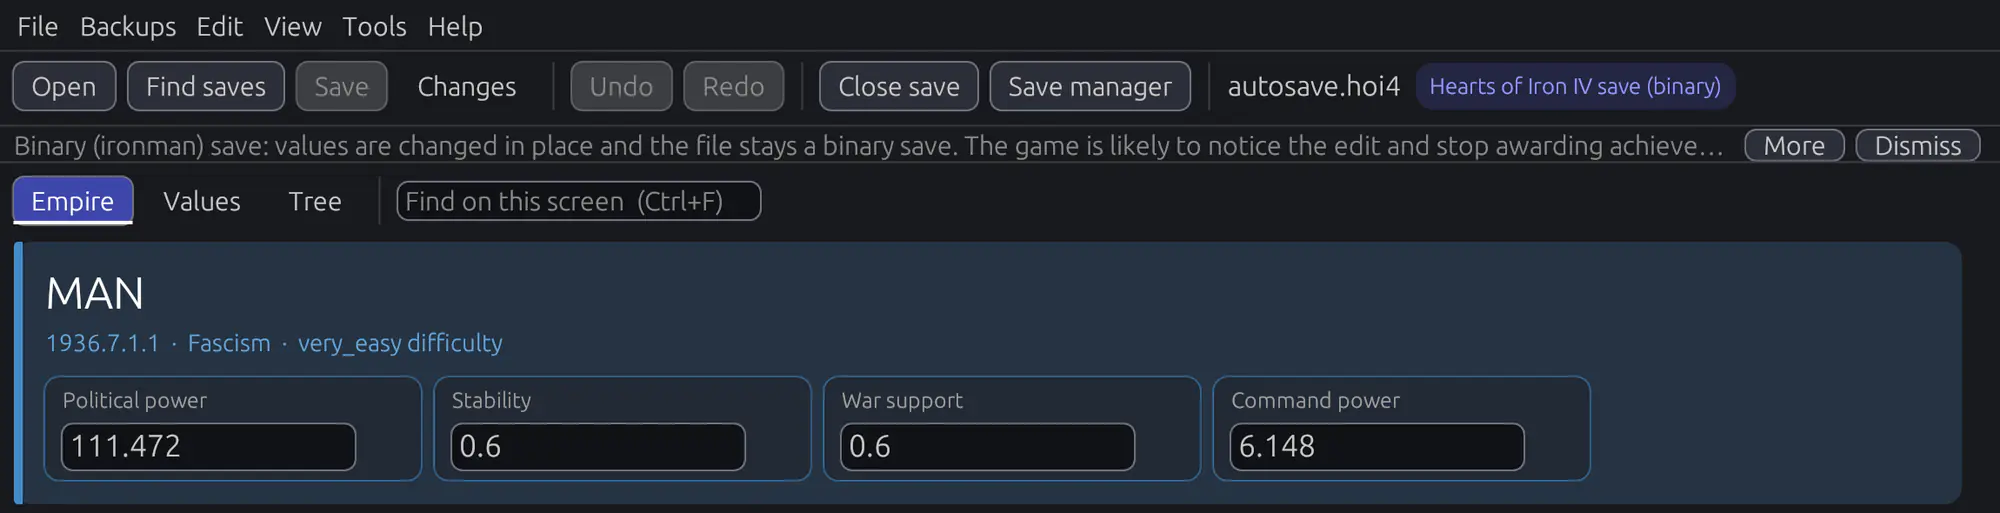 File Backups Edit View Tools Help
Open Find saves Save Changes Undo Redo Close save Save manager autosave.hoi4 Hearts of Iron IV save (binary)
Binary (ironman) save: values are changed in place and the file stays a binary save. The game is likely to notice the edit and stop awarding achieve... More Dismiss
Empire Values Tree Find on this screen (Ctrl+F)
MAN
1936.7.1.1 · Fascism · very_easy difficulty
Political power Stability War support Command power
111.472 0.6 0.6 6.148